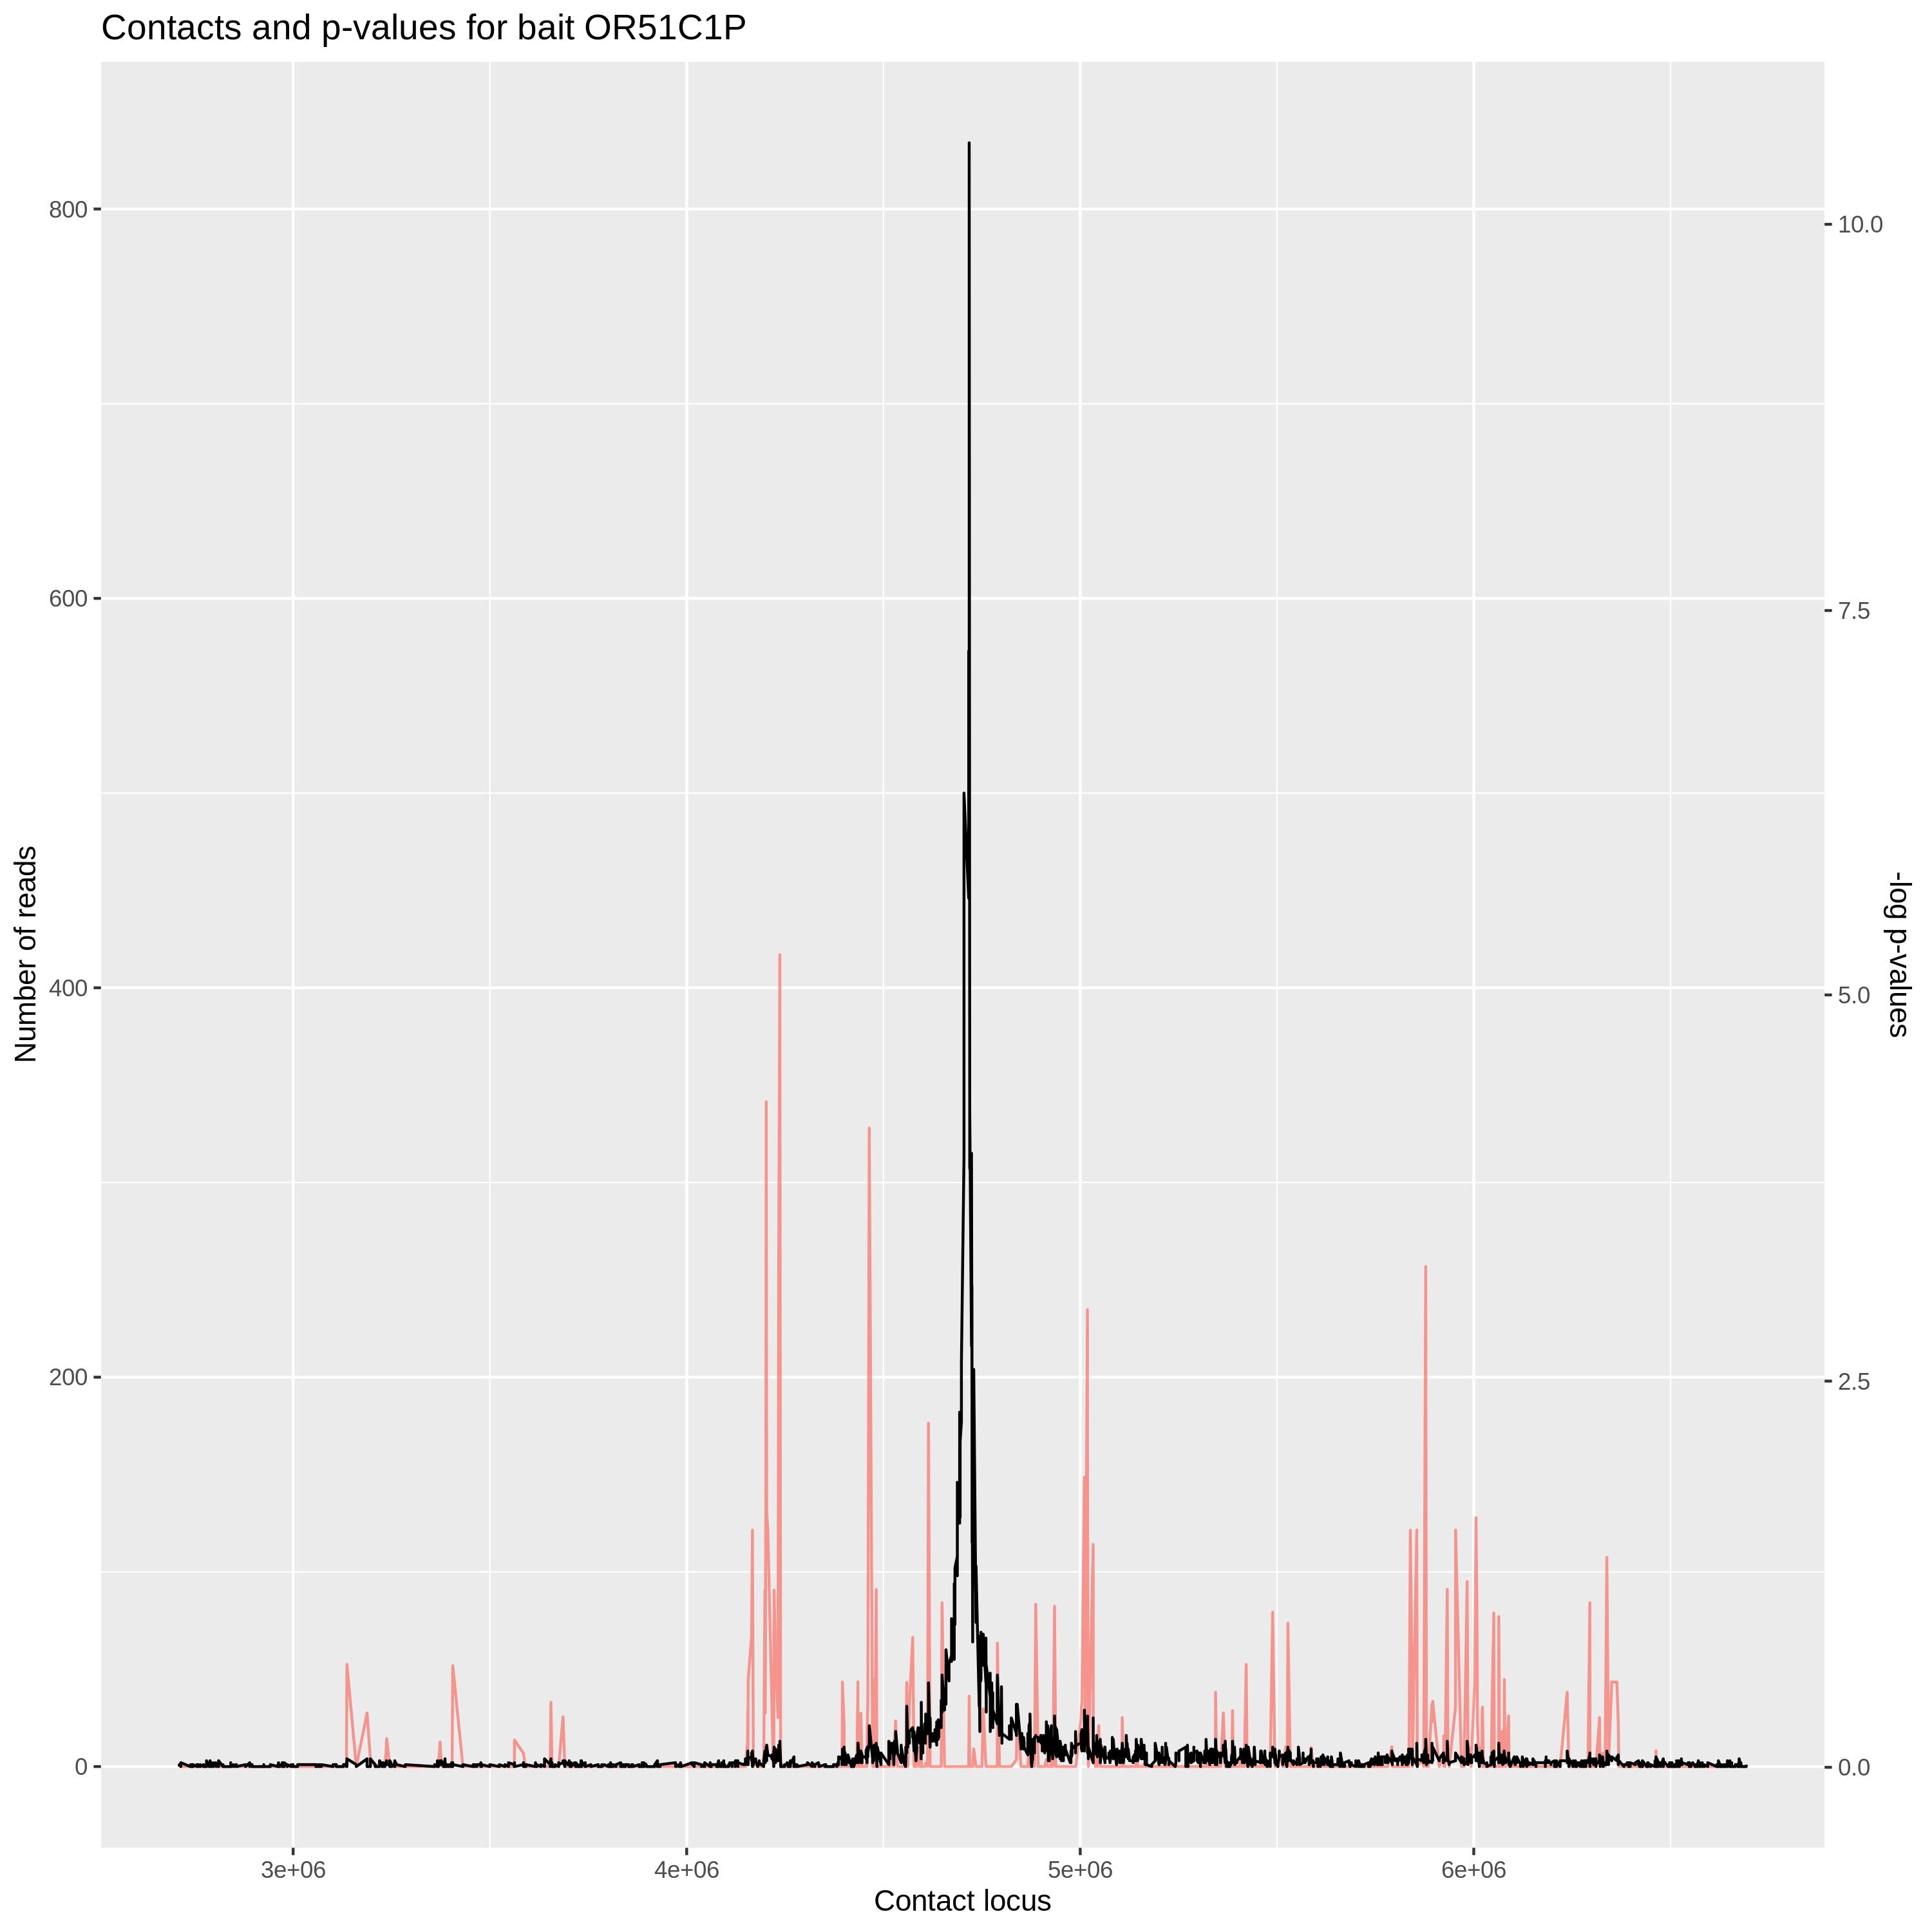 Contacts and p-values for bait OR51C1P
800
600
400
200
0
Number of reads
10.0
7.5
5.0
2.5
0.0
-log p-values
3e+06
4e+06
5e+06
6e+06
Contact locus